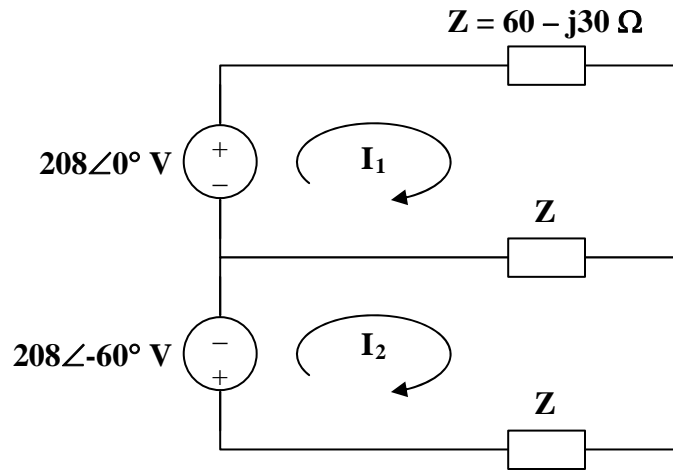 Z = 60 – j30 Ω
208∠0° V
+
–
I₁
Z
208∠-60° V
–
+
I₂
Z